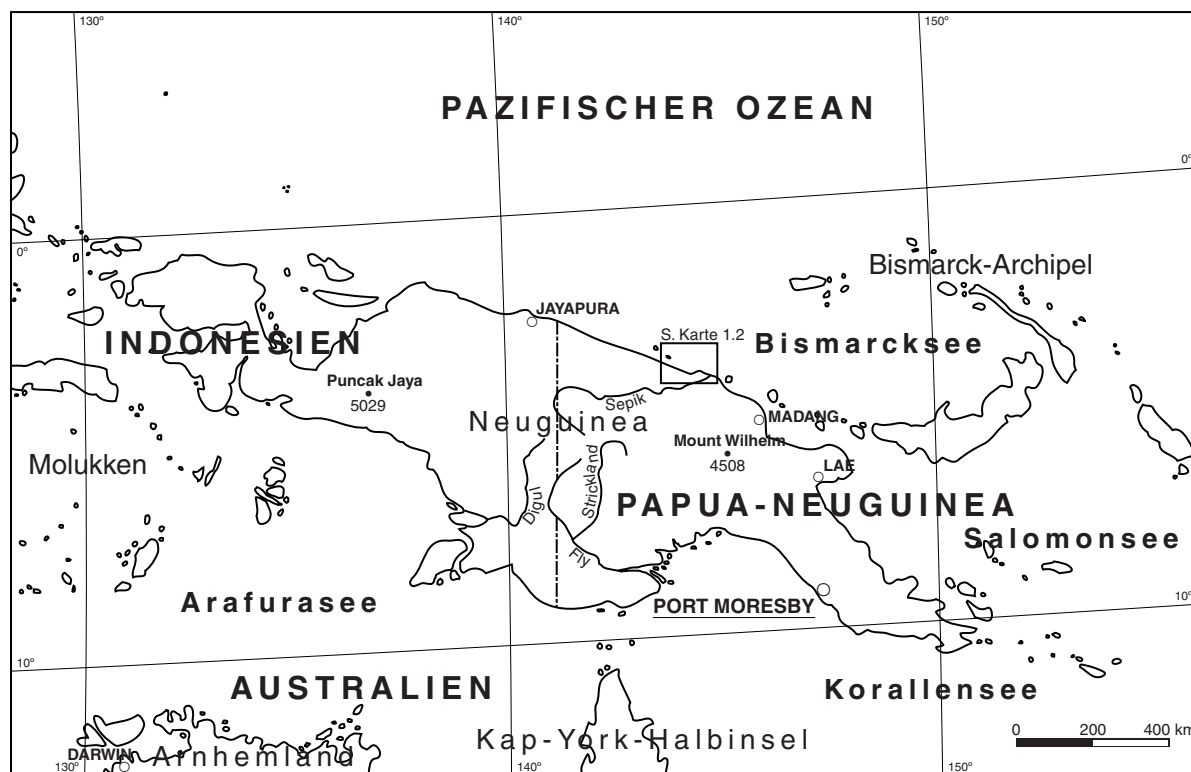 130°
140°
150°
PAZIFISCHER OZEAN
0°
0°
Bismarck-Archipel
JAYAPURA
INDONESIEN
S. Karte 1.2
Bismarcksee
Puncak Jaya
5029
Sepik
Neuguinea
MADANG
Mount Wilhelm
4508
Molukken
LAE
Strickland
Digul
PAPUA-NEUGUINEA
Salomonsee
Fly
Arafurasee
PORT MORESBY
10°
10°
AUSTRALIEN
Korallensee
Kap-York-Halbinsel
0 200 400 km
DARWIN
Arnhemland
130°
140°
150°